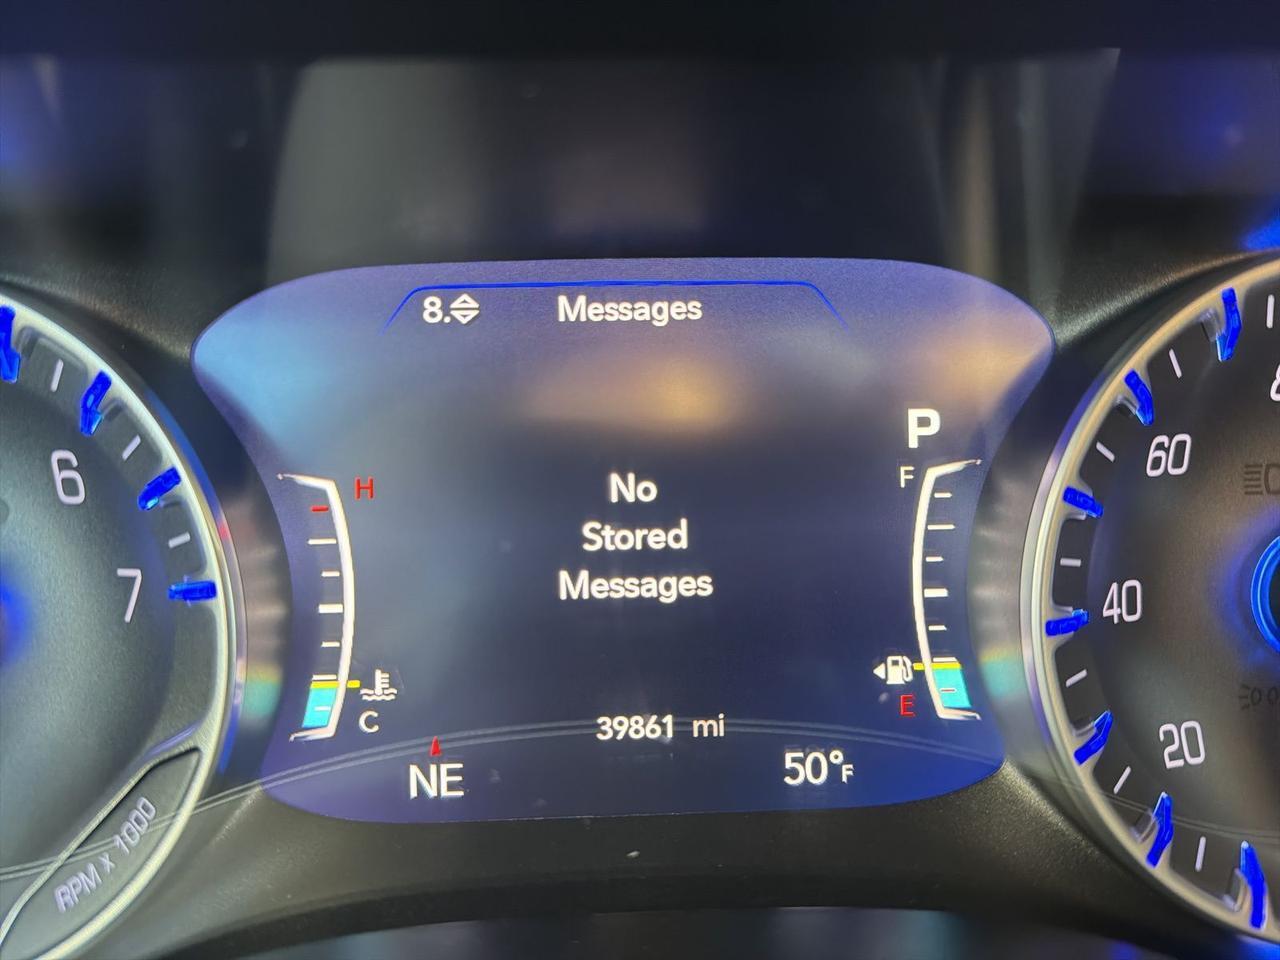 8. Messages
P
H
F
6
7
60
40
20
No
Stored
Messages
C
E
39861 mi
NE
50°F
RPM x 1000